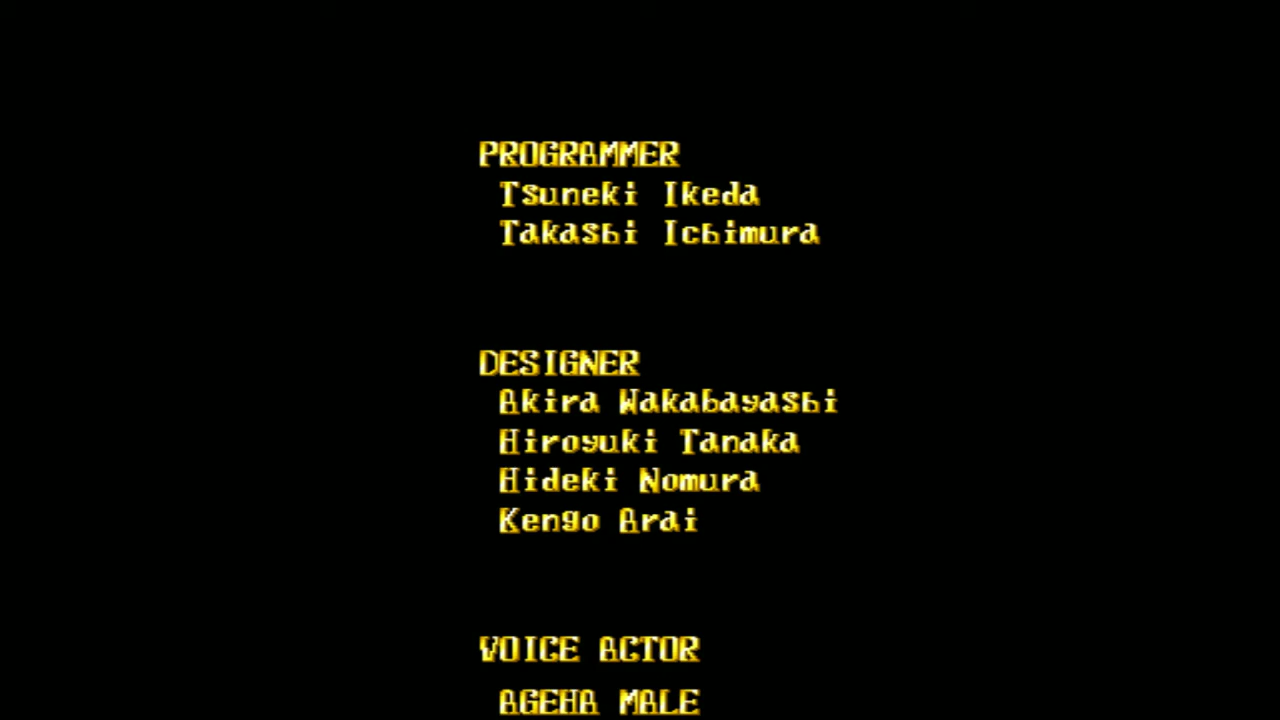 PROGRAMMER
Tsuneki Ikeda
Takashi Ichimura
DESIGNER
Akira Wakabayashi
Hiroyuki Tanaka
Hideki Nomura
Kengo Arai
VOICE ACTOR
AGEHA MALE